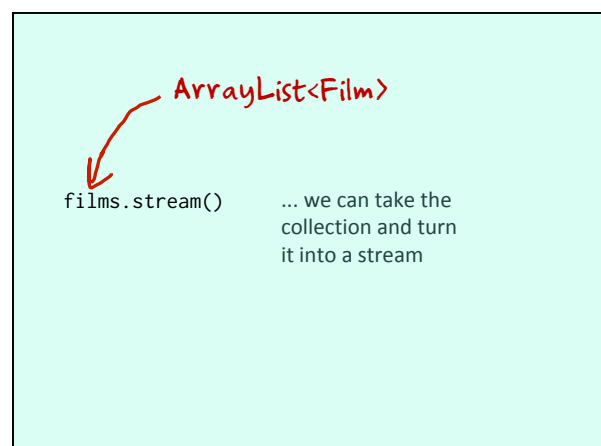 ArrayList<Film>
films.stream()
... we can take the
collection and turn
it into a stream